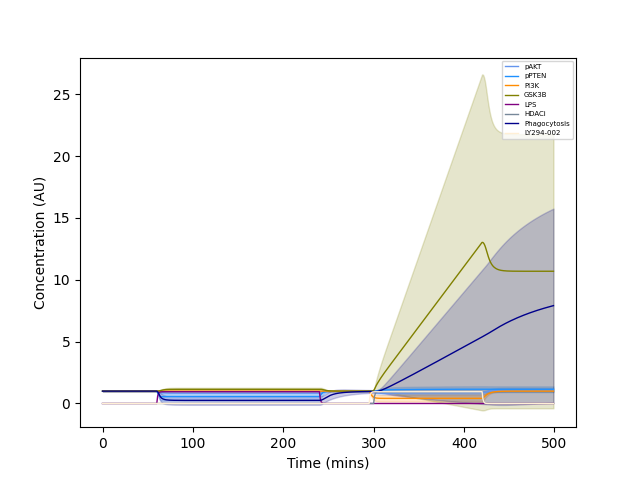 pAKT
pPTEN
PI3K
GSK3B
LPS
HDACi
Phagocytosis
LY294-002
Concentration (AU)
25
20
15
10
5
0
0 100 200 300 400 500
Time (mins)